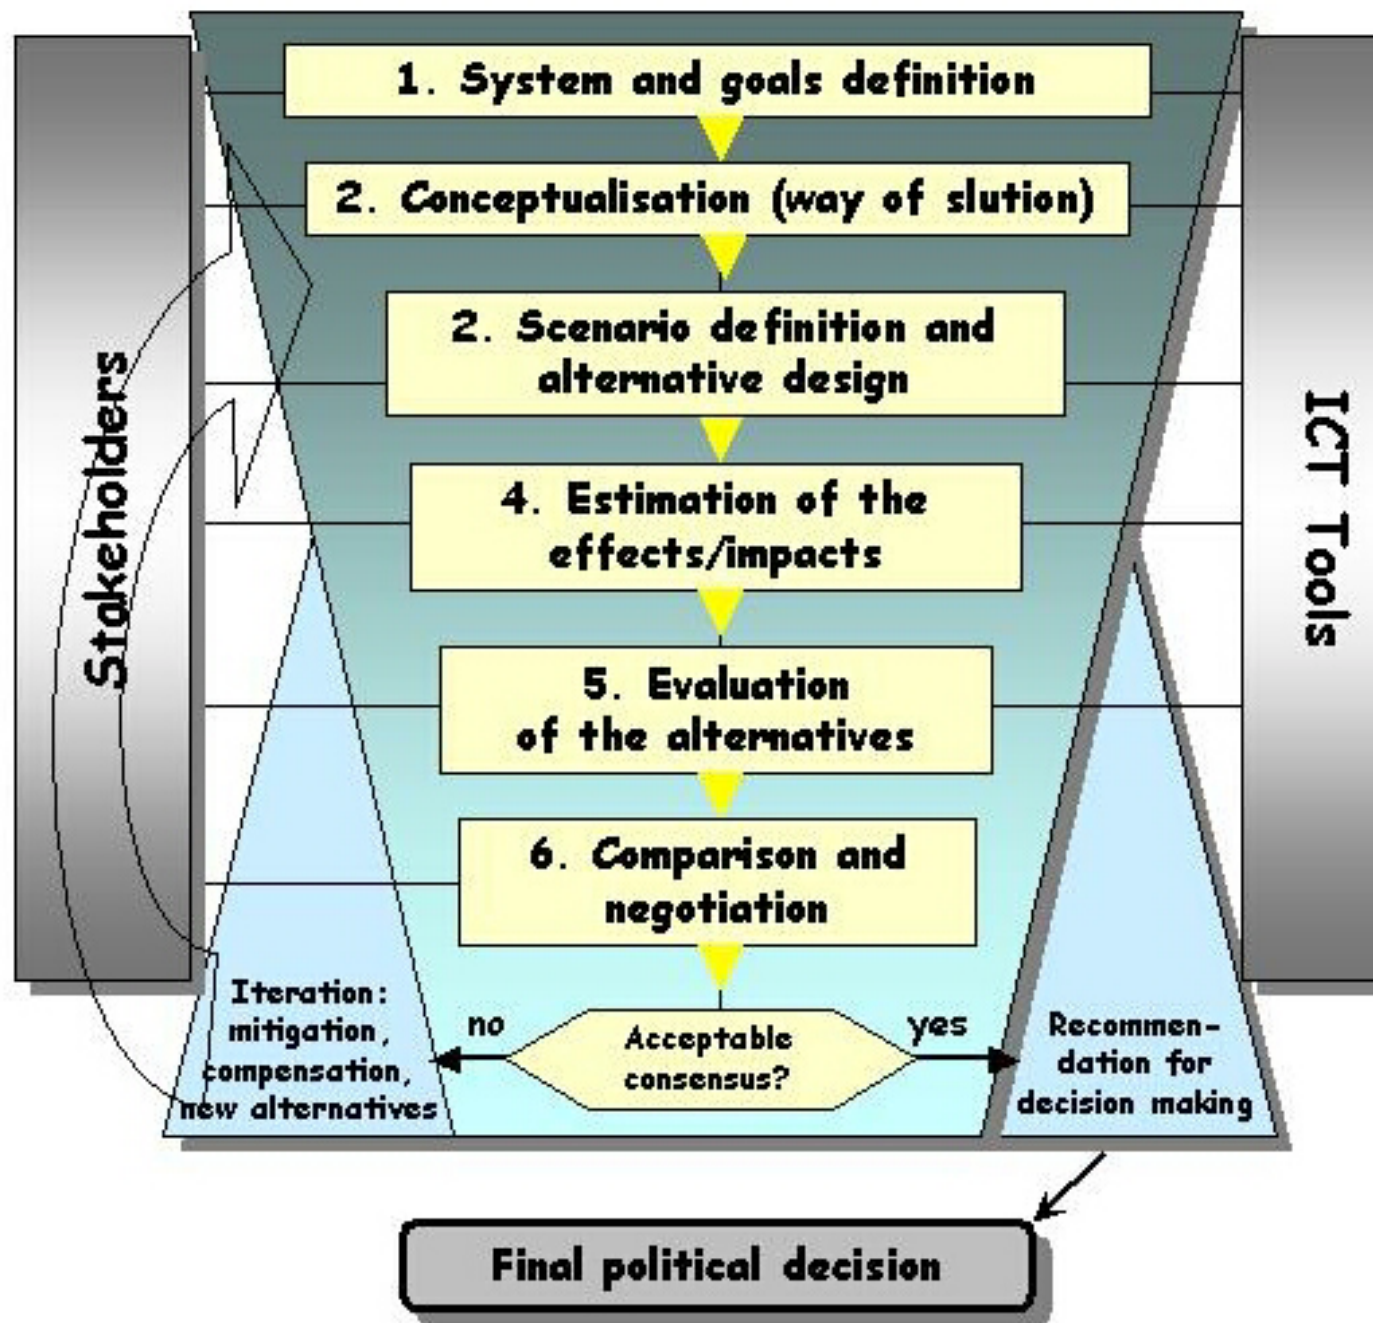 1. System and goals definition
2. Conceptualisation (way of slution)
2. Scenario definition and
alternative design
4. Estimation of the
effects/impacts
5. Evaluation
of the alternatives
6. Comparison and
negotiation
Stakeholders
ICT Tools
no
Acceptable
consensus?
yes
Iteration:
mitigation,
compensation,
new alternatives
Recommen-
dation for
decision making
Final political decision